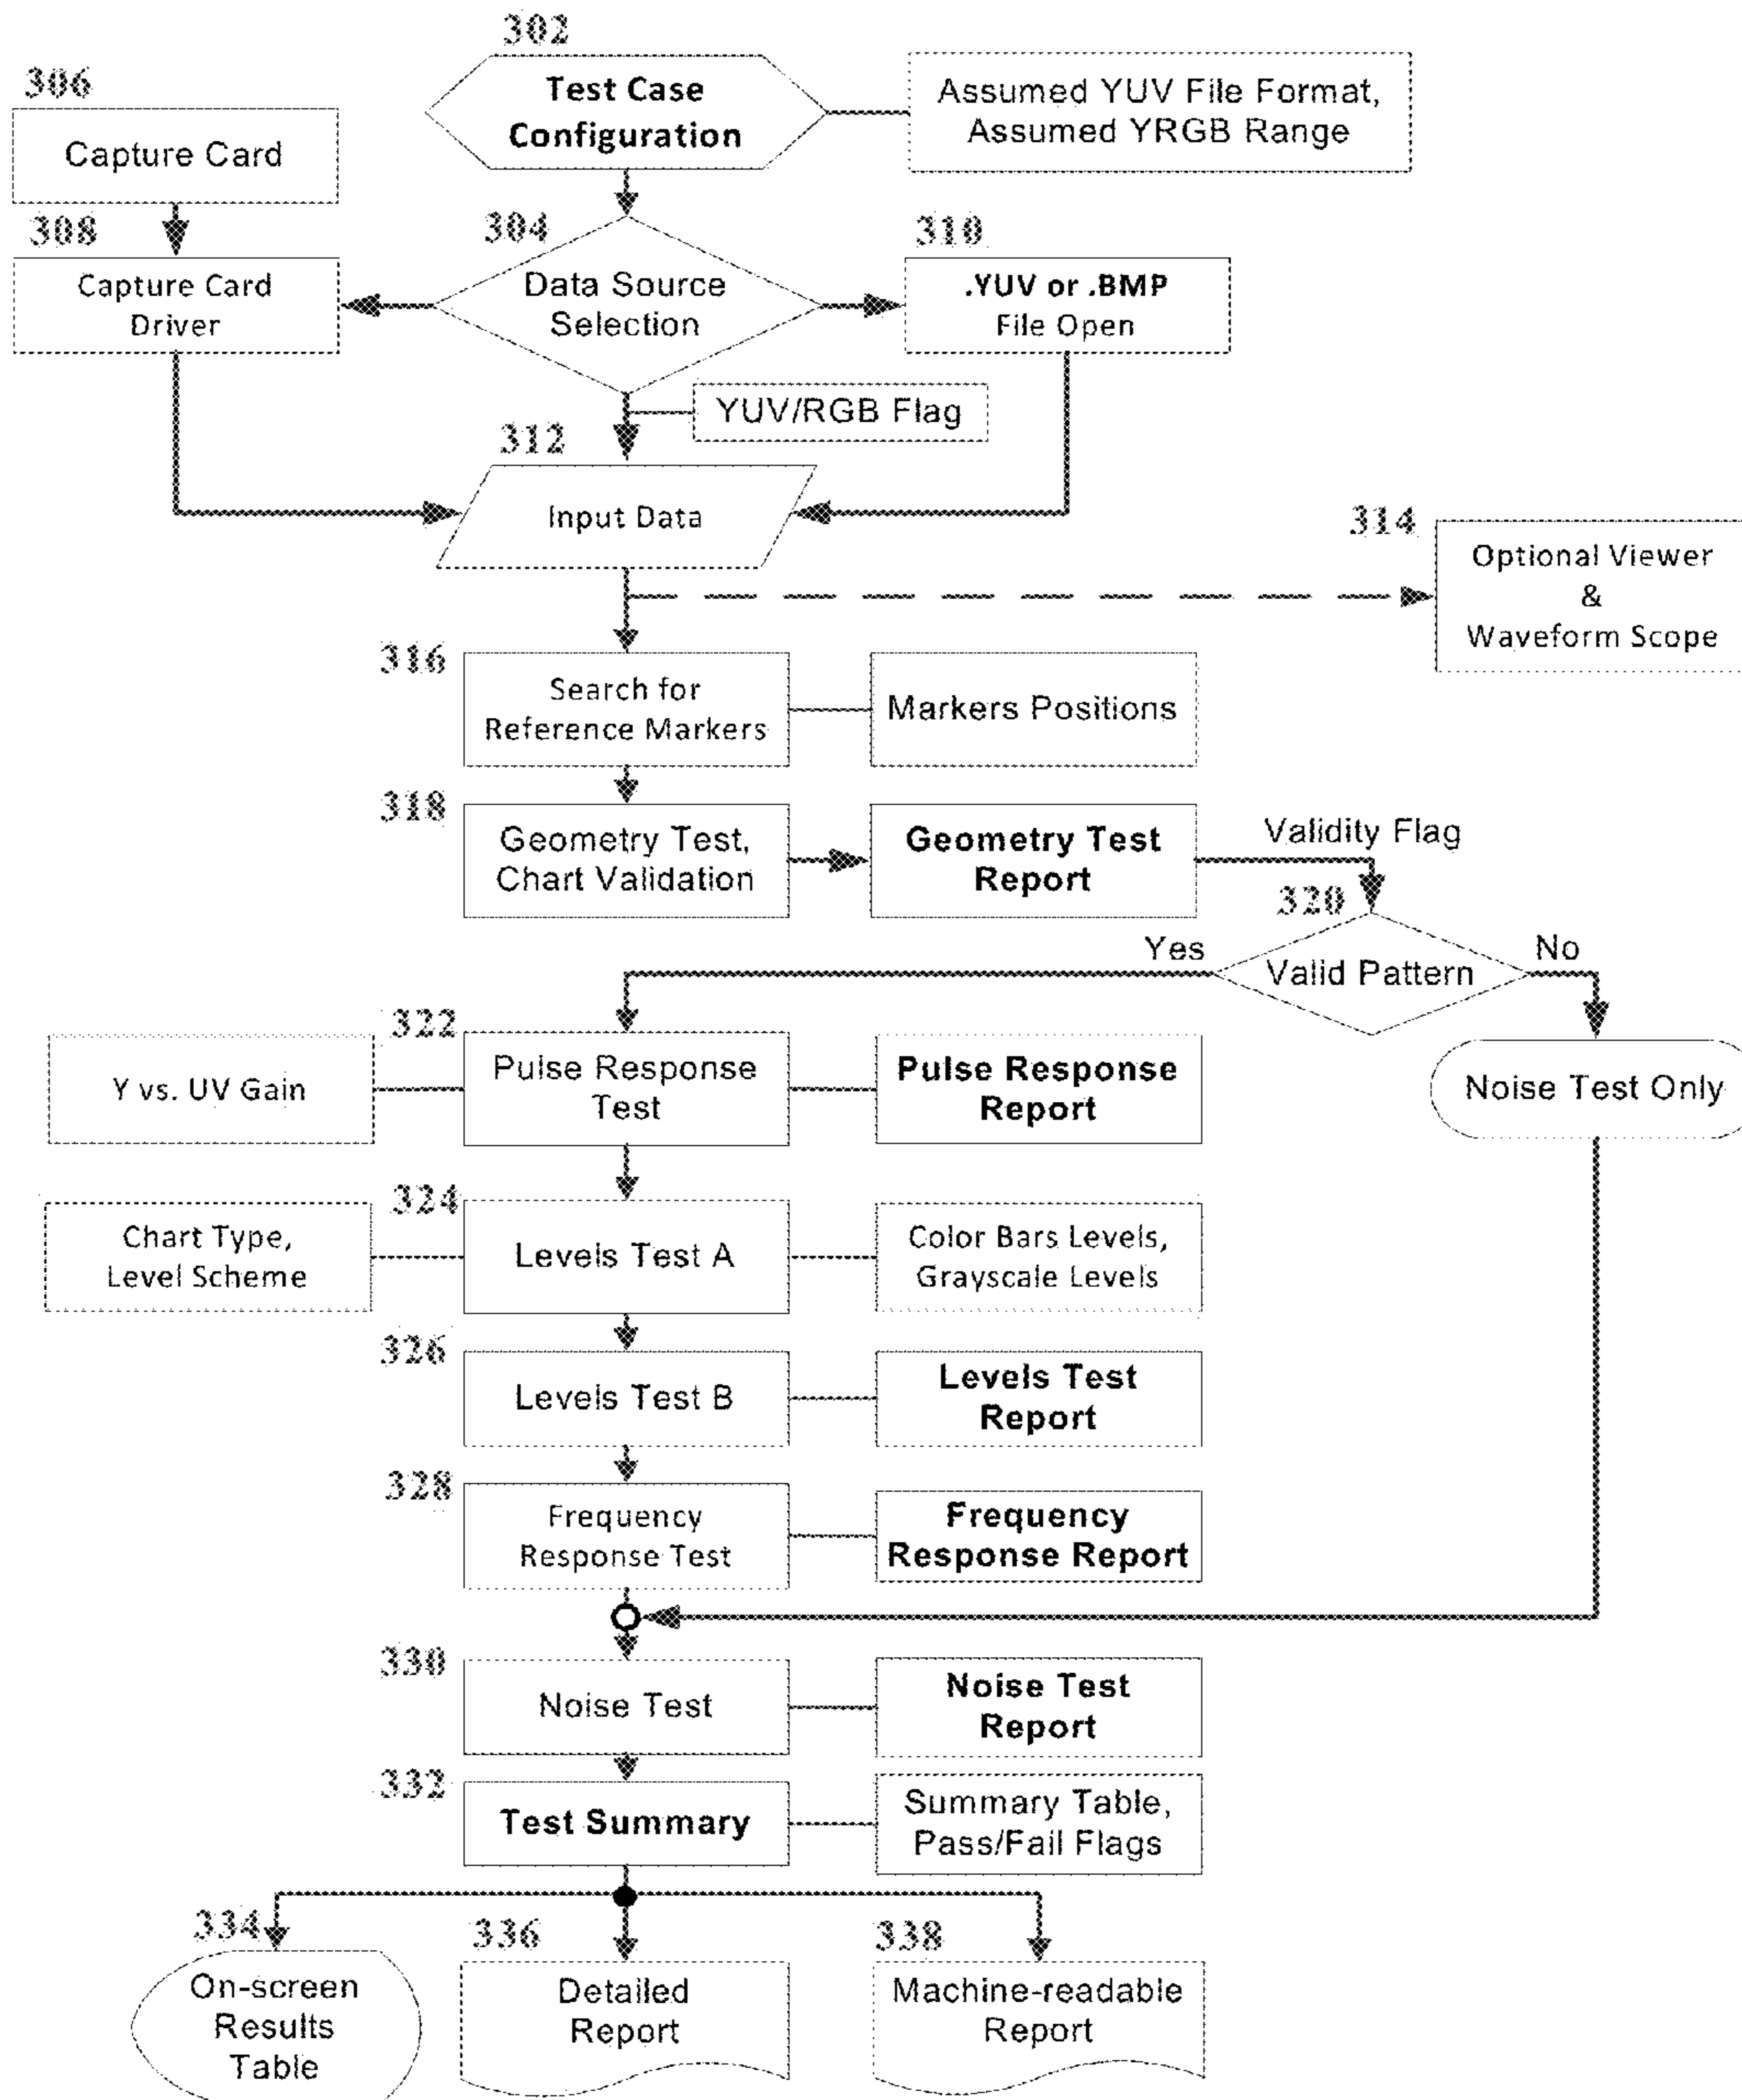 302
Test Case
Configuration
Assumed YUV File Format,
Assumed YRGB Range
306
Capture Card
308
Capture Card
Driver
304
Data Source
Selection
310
.YUV or .BMP
File Open
YUV/RGB Flag
312
Input Data
314
Optional Viewer
&
Waveform Scope
316
Search for
Reference Markers
Markers Positions
318
Geometry Test,
Chart Validation
Geometry Test
Report
Validity Flag
320
Valid Pattern
Yes
No
322
Y vs. UV Gain
Pulse Response
Test
Pulse Response
Report
Noise Test Only
324
Chart Type,
Level Scheme
Levels Test A
Color Bars Levels,
Grayscale Levels
326
Levels Test B
Levels Test
Report
328
Frequency
Response Test
Frequency
Response Report
330
Noise Test
Noise Test
Report
332
Test Summary
Summary Table,
Pass/Fail Flags
334
On-screen
Results
Table
336
Detailed
Report
338
Machine-readable
Report